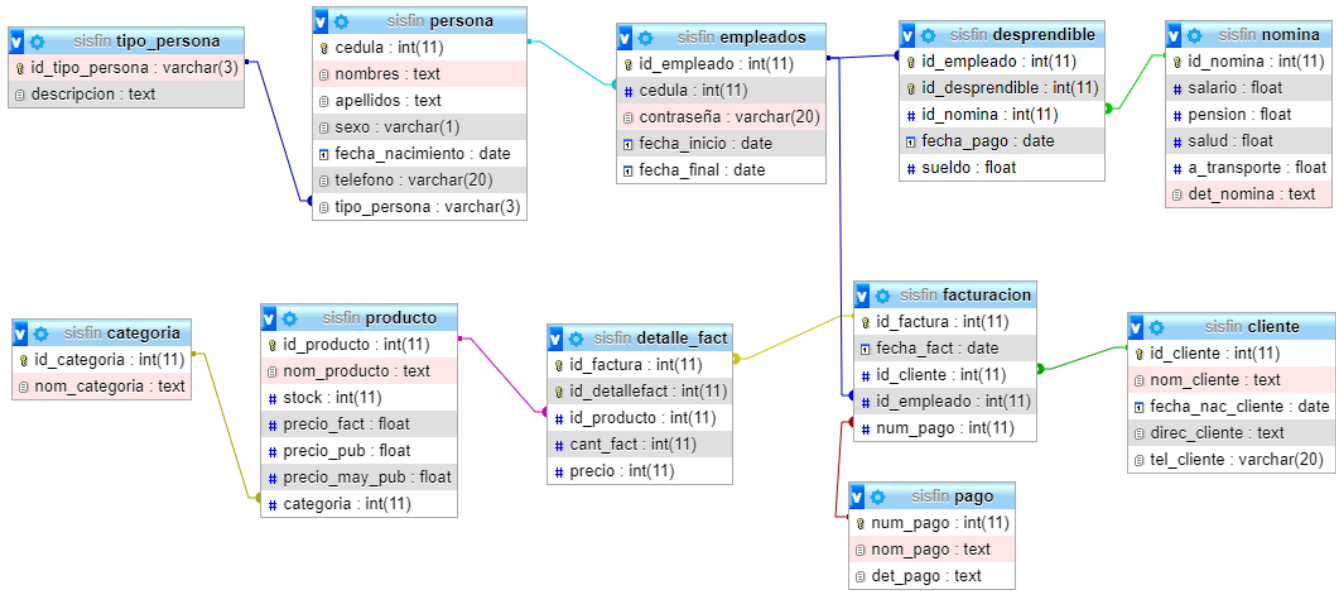 sisfin tipo_persona
id_tipo_persona : varchar(3)
descripcion : text
sisfin persona
cedula : int(11)
nombres : text
apellidos : text
sexo : varchar(1)
fecha_nacimiento : date
telefono : varchar(20)
tipo_persona : varchar(3)
sisfin empleados
id_empleado : int(11)
cedula : int(11)
contraseña : varchar(20)
fecha_inicio : date
fecha_final : date
sisfin desprendible
id_empleado : int(11)
id_desprendible : int(11)
id_nomina : int(11)
fecha_pago : date
sueldo : float
sisfin nomina
id_nomina : int(11)
salario : float
pension : float
salud : float
a_transporte : float
det_nomina : text
sisfin categoria
id_categoria : int(11)
nom_categoria : text
sisfin producto
id_producto : int(11)
nom_producto : text
stock : int(11)
precio_fact : float
precio_pub : float
precio_may_pub : float
categoria : int(11)
sisfin detalle_fact
id_factura : int(11)
id_detallefact : int(11)
id_producto : int(11)
cant_fact : int(11)
precio : int(11)
sisfin facturacion
id_factura : int(11)
fecha_fact : date
id_cliente : int(11)
id_empleado : int(11)
num_pago : int(11)
sisfin cliente
id_cliente : int(11)
nom_cliente : text
fecha_nac_cliente : date
direc_cliente : text
tel_cliente : varchar(20)
sisfin pago
num_pago : int(11)
nom_pago : text
det_pago : text